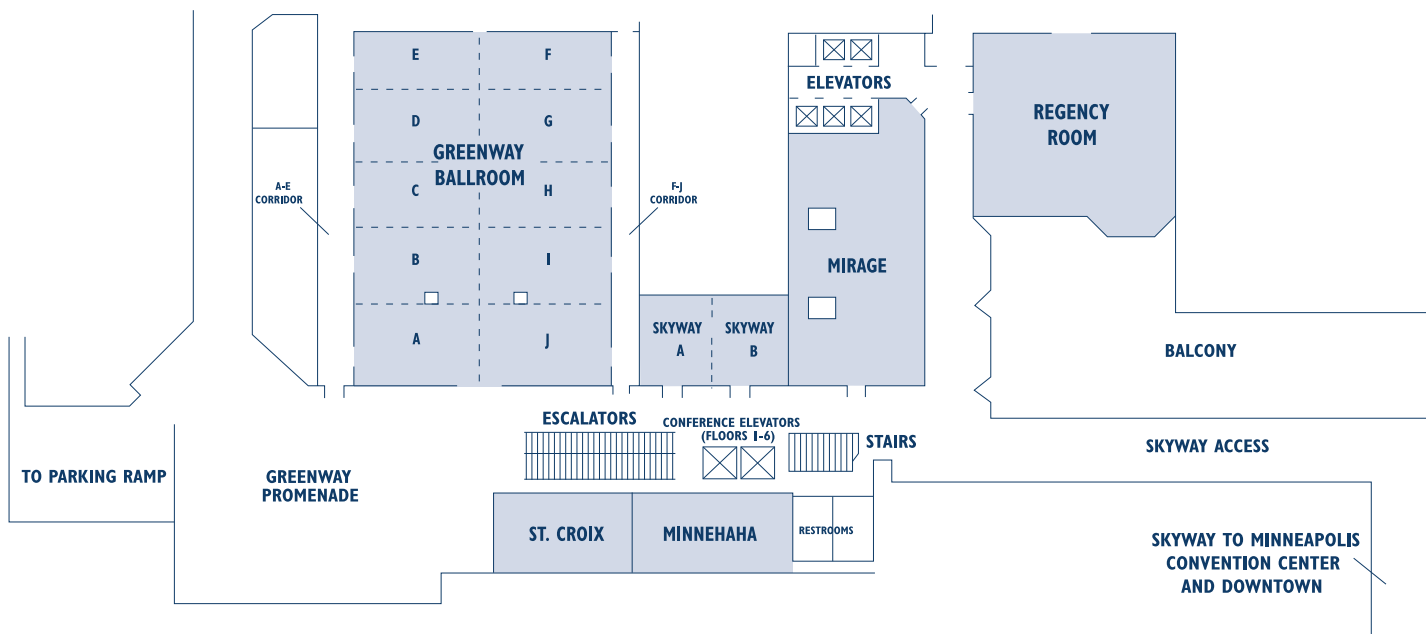 E
F
ELEVATORS
D
G
REGENCY
ROOM
GREENWAY
BALLROOM
A-E
CORRIDOR
C
H
F-J
CORRIDOR
B
I
MIRAGE
A
J
SKYWAY
A
SKYWAY
B
BALCONY
ESCALATORS
CONFERENCE ELEVATORS
(FLOORS 1-6)
STAIRS
SKYWAY ACCESS
TO PARKING RAMP
GREENWAY
PROMENADE
ST. CROIX
MINNEHAHA
RESTROOMS
SKYWAY TO MINNEAPOLIS
CONVENTION CENTER
AND DOWNTOWN